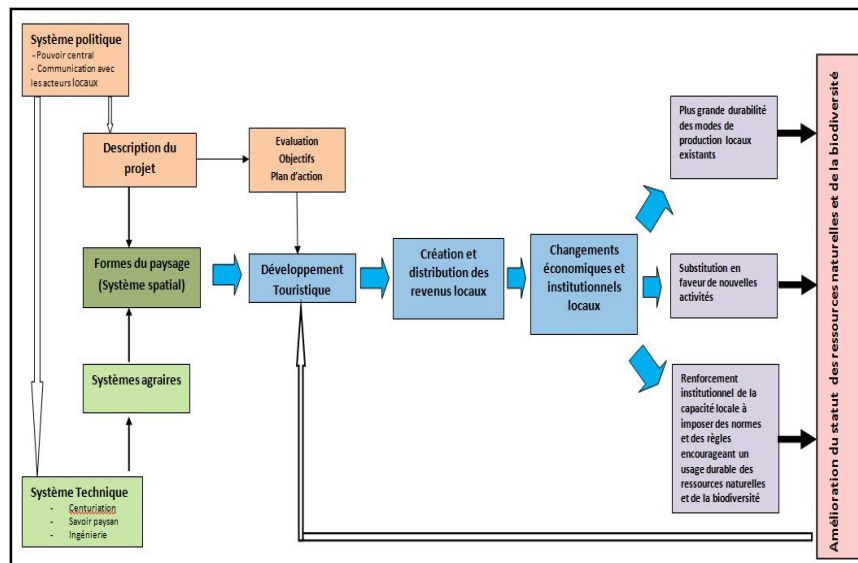 Système politique
- Pouvoir central
- Communication avec
les acteurs locaux
Description du
projet
Evaluation
Objectifs
Plan d'action
Formes du paysage
(Système spatial)
Développement
Touristique
Création et
distribution des
revenus locaux
Changements
économiques et
institutionnels
locaux
Plus grande durabilité
des modes de
production locaux
existants
Substitution en
faveur de nouvelles
activités
Renforcement
institutionnel de la
capacité locale à
imposer des normes
et des règles
encourageant un
usage durable des
ressources naturelles
et de la biodiversité
Systèmes agraires
Système Technique
- Centuriation
- Savoir paysan
- Ingénierie
Amélioration du statut des ressources naturelles et de la biodiversité